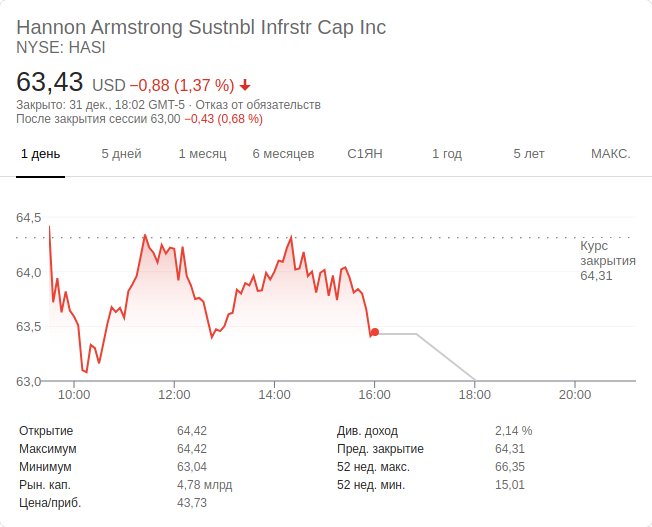 Hannon Armstrong Sustnbl Infrstr Cap Inc
NYSE: HASI
63,43 USD −0,88 (1,37 %)
Закрыто: 31 дек., 18:02 GMT-5 · Отказ от обязательств
После закрытия сессии 63,00 −0,43 (0,68 %)
1 день 5 дней 1 месяц 6 месяцев С1ЯН 1 год 5 лет МАКС.
64,5
Курс
закрытия
64,31
64,0
63,5
63,0
10:00 12:00 14:00 16:00 18:00 20:00
Открытие 64,42 Див. доход 2,14 %
Максимум 64,42 Пред. закрытие 64,31
Минимум 63,04 52 нед. макс. 66,35
Рын. кап. 4,78 млрд 52 нед. мин. 15,01
Цена/приб. 43,73